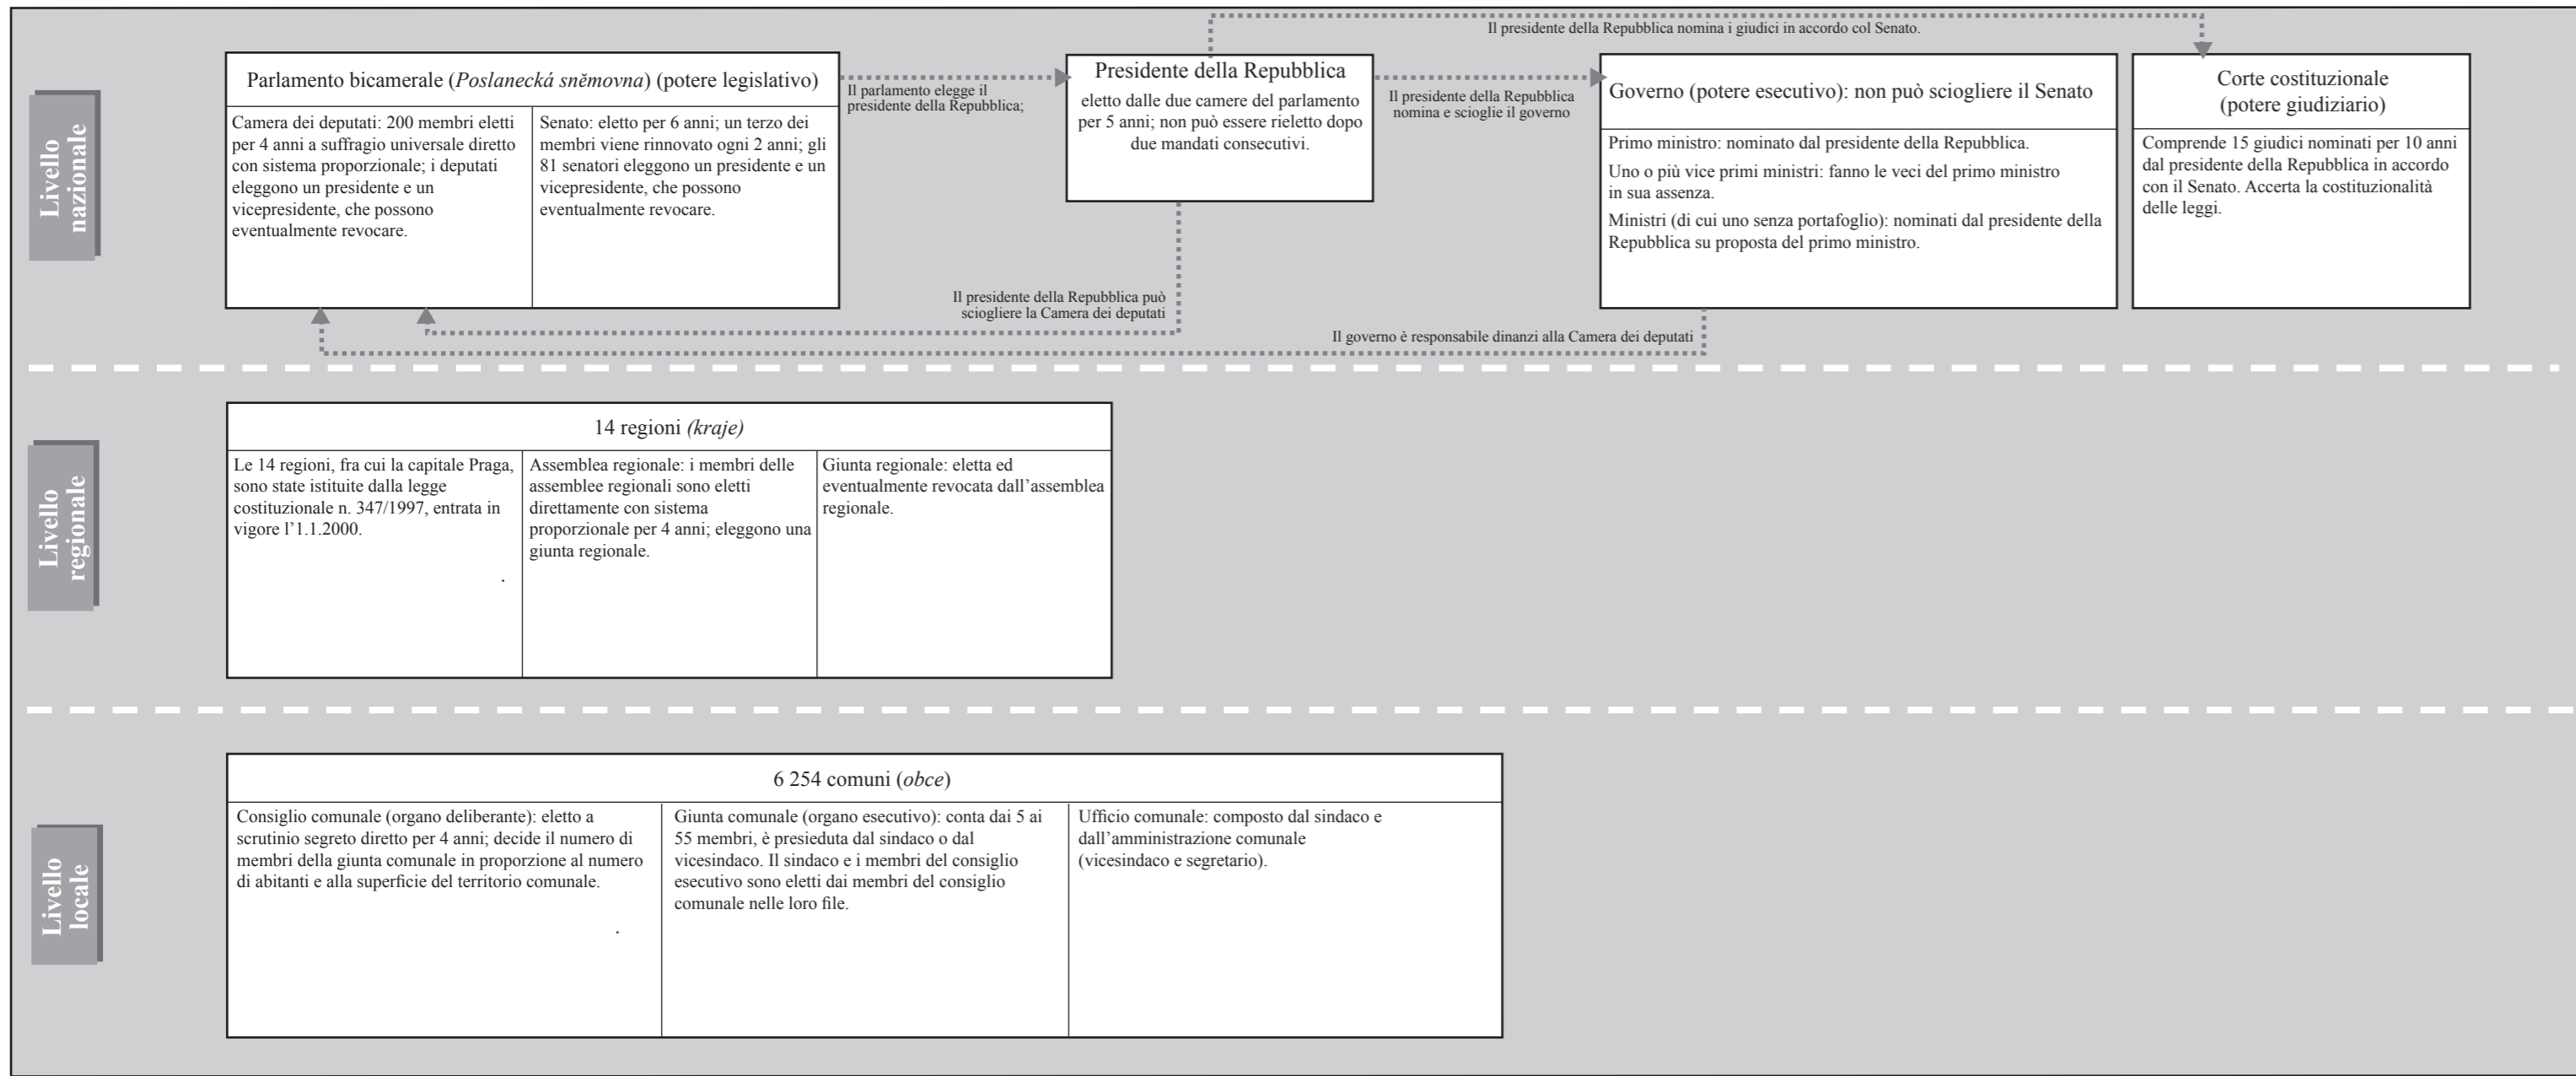 Il presidente della Repubblica nomina i giudici in accordo col Senato.
Livello
nazionale
Parlamento bicamerale (Poslanecká sněmovna) (potere legislativo)
Camera dei deputati: 200 membri eletti
per 4 anni a suffragio universale diretto
con sistema proporzionale; i deputati
eleggono un presidente e un
vicepresidente, che possono
eventualmente revocare.
Senato: eletto per 6 anni; un terzo dei
membri viene rinnovato ogni 2 anni; gli
81 senatori eleggono un presidente e un
vicepresidente, che possono
eventualmente revocare.
Il parlamento elegge il
presidente della Repubblica;
Presidente della Repubblica
eletto dalle due camere del parlamento
per 5 anni; non può essere rieletto dopo
due mandati consecutivi.
Il presidente della Repubblica
nomina e scioglie il governo
Governo (potere esecutivo): non può sciogliere il Senato
Primo ministro: nominato dal presidente della Repubblica.
Uno o più vice primi ministri: fanno le veci del primo ministro
in sua assenza.
Ministri (di cui uno senza portafoglio): nominati dal presidente della
Repubblica su proposta del primo ministro.
Corte costituzionale
(potere giudiziario)
Comprende 15 giudici nominati per 10 anni
dal presidente della Repubblica in accordo
con il Senato. Accerta la costituzionalità
delle leggi.
Il presidente della Repubblica può
sciogliere la Camera dei deputati
Il governo è responsabile dinanzi alla Camera dei deputati
Livello
regionale
14 regioni (kraje)
Le 14 regioni, fra cui la capitale Praga,
sono state istituite dalla legge
costituzionale n. 347/1997, entrata in
vigore l’1.1.2000.
.
Assemblea regionale: i membri delle
assemblee regionali sono eletti
direttamente con sistema
proporzionale per 4 anni; eleggono una
giunta regionale.
Giunta regionale: eletta ed
eventualmente revocata dall’assemblea
regionale.
Livello
locale
6 254 comuni (obce)
Consiglio comunale (organo deliberante): eletto a
scrutinio segreto diretto per 4 anni; decide il numero di
membri della giunta comunale in proporzione al numero
di abitanti e alla superficie del territorio comunale.
.
Giunta comunale (organo esecutivo): conta dai 5 ai
55 membri, è presieduta dal sindaco o dal
vicesindaco. Il sindaco e i membri del consiglio
esecutivo sono eletti dai membri del consiglio
comunale nelle loro file.
Ufficio comunale: composto dal sindaco e
dall’amministrazione comunale
(vicesindaco e segretario).